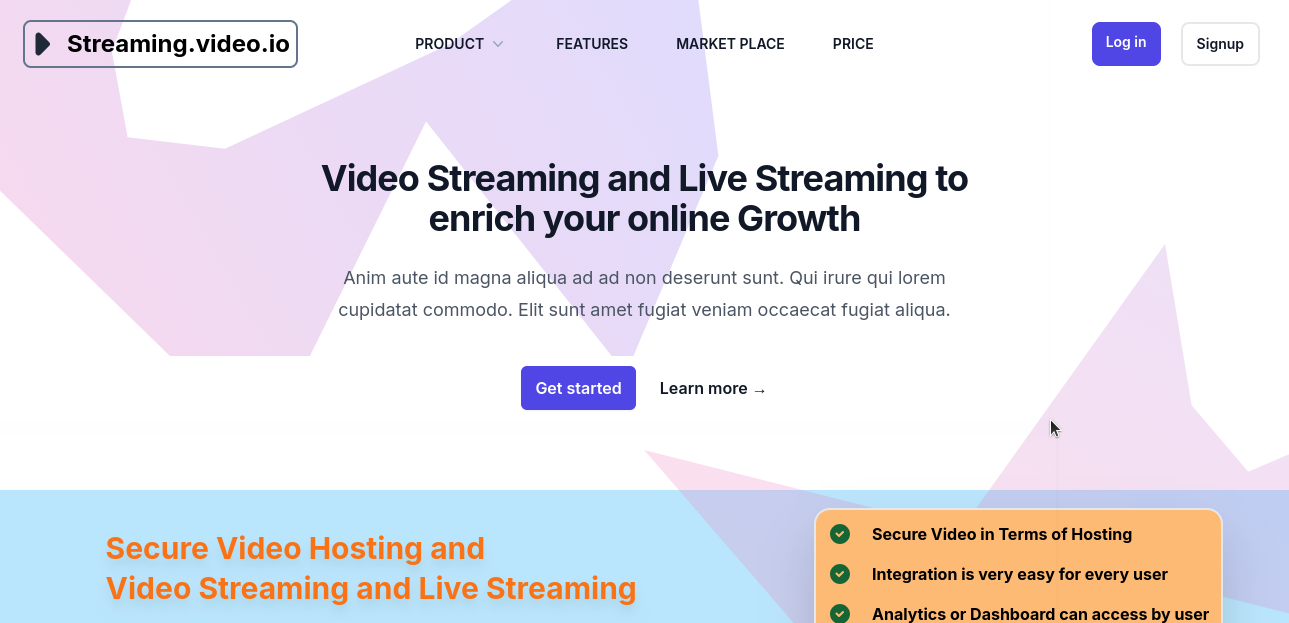 Streaming.video.io
PRODUCT
FEATURES
MARKET PLACE
PRICE
Log in
Signup
Video Streaming and Live Streaming to
enrich your online Growth
Anim aute id magna aliqua ad ad non deserunt sunt. Qui irure qui lorem
cupidatat commodo. Elit sunt amet fugiat veniam occaecat fugiat aliqua.
Get started
Learn more →
Secure Video Hosting and
Video Streaming and Live Streaming
Secure Video in Terms of Hosting
Integration is very easy for every user
Analytics or Dashboard can access by user